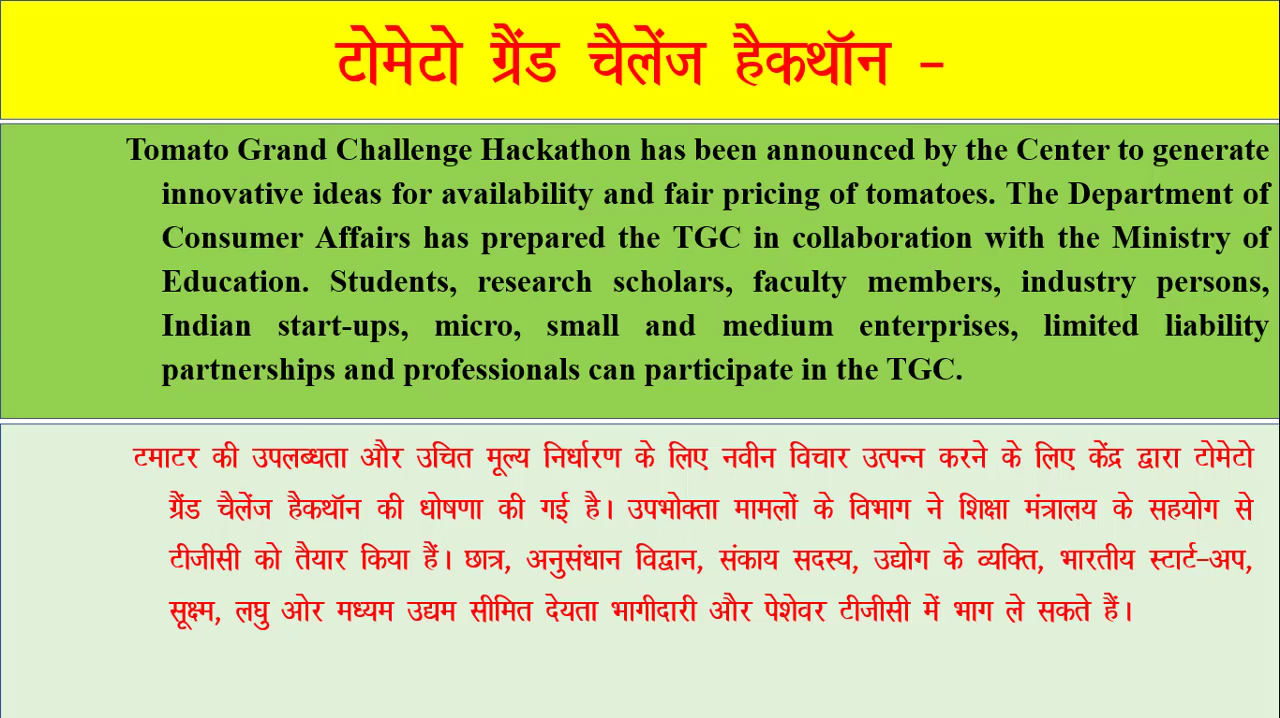 टोमेटो ग्रैंड चैलेंज हैकथॉन -
Tomato Grand Challenge Hackathon has been announced by the Center to generate
innovative ideas for availability and fair pricing of tomatoes. The Department of
Consumer Affairs has prepared the TGC in collaboration with the Ministry of
Education. Students, research scholars, faculty members, industry persons,
Indian start-ups, micro, small and medium enterprises, limited liability
partnerships and professionals can participate in the TGC.
टमाटर की उपलब्धता और उचित मूल्य निर्धारण के लिए नवीन विचार उत्पन्न करने के लिए केंद्र द्वारा टोमेटो
ग्रैंड चैलेंज हैकथॉन की घोषणा की गई है। उपभोक्ता मामलों के विभाग ने शिक्षा मंत्रालय के सहयोग से
टीजीसी को तैयार किया हैं। छात्र, अनुसंधान विद्वान, संकाय सदस्य, उद्योग के व्यक्ति, भारतीय स्टार्ट-अप,
सूक्ष्म, लघु ओर मध्यम उद्यम सीमित देयता भागीदारी और पेशेवर टीजीसी में भाग ले सकते हैं।